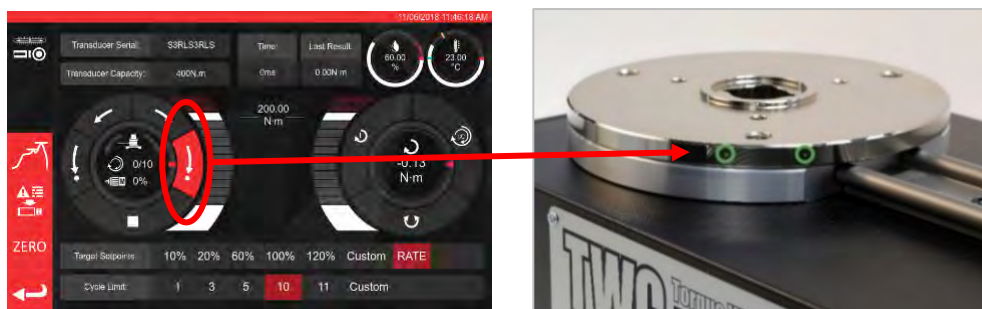 11/06/2018 11:46:18 AM
Transducer Serial: S3RLS3RLS
Time:
Last Result:
60.00
%
23.00
°C
Transducer Capacity: 400N.m
0ms
0.00N·m
200.00
N·m
0/10
0%
-0.13
N·m
ZERO
Target Setpoints: 10% 20% 60% 100% 120% Custom RATE
Cycle Limit: 1 3 5 10 11 Custom
TWC